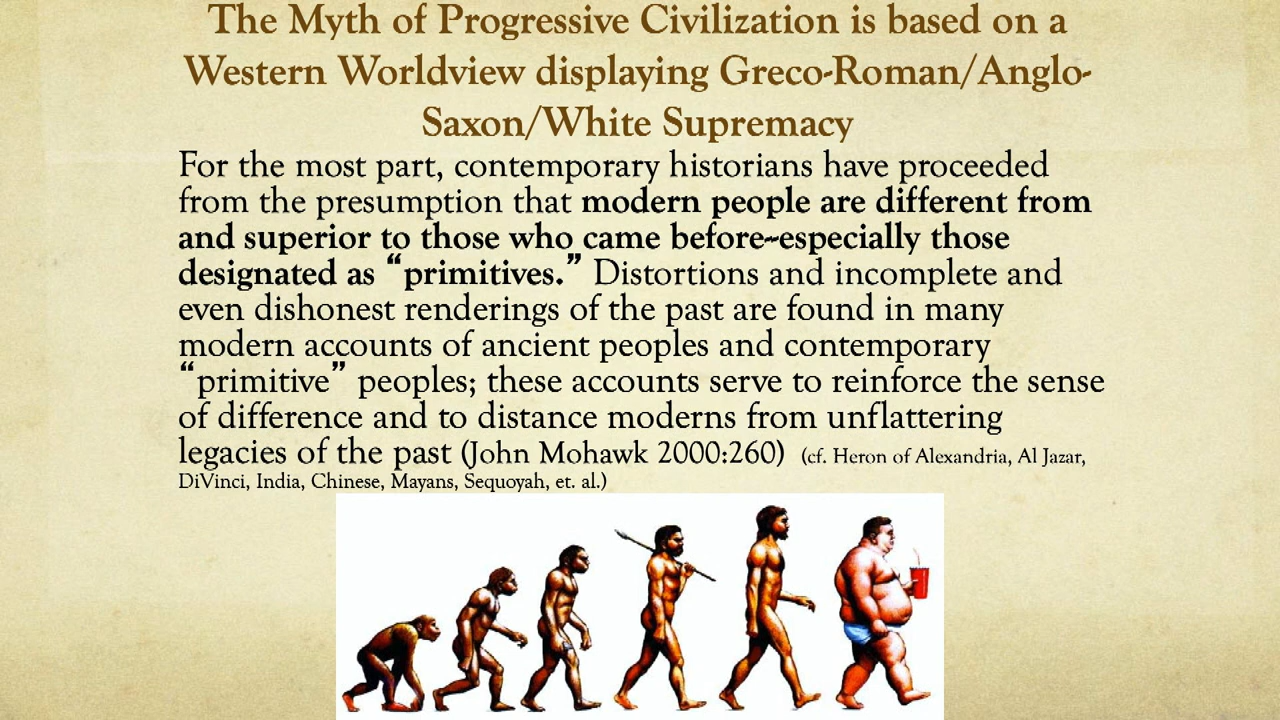 The Myth of Progressive Civilization is based on a
Western Worldview displaying Greco-Roman/Anglo-
Saxon/White Supremacy
For the most part, contemporary historians have proceeded
from the presumption that modern people are different from
and superior to those who came before--especially those
designated as “primitives.” Distortions and incomplete and
even dishonest renderings of the past are found in many
modern accounts of ancient peoples and contemporary
“primitive” peoples; these accounts serve to reinforce the sense
of difference and to distance moderns from unflattering
legacies of the past (John Mohawk 2000:260) (cf. Heron of Alexandria, Al Jazar,
DiVinci, India, Chinese, Mayans, Sequoyah, et. al.)